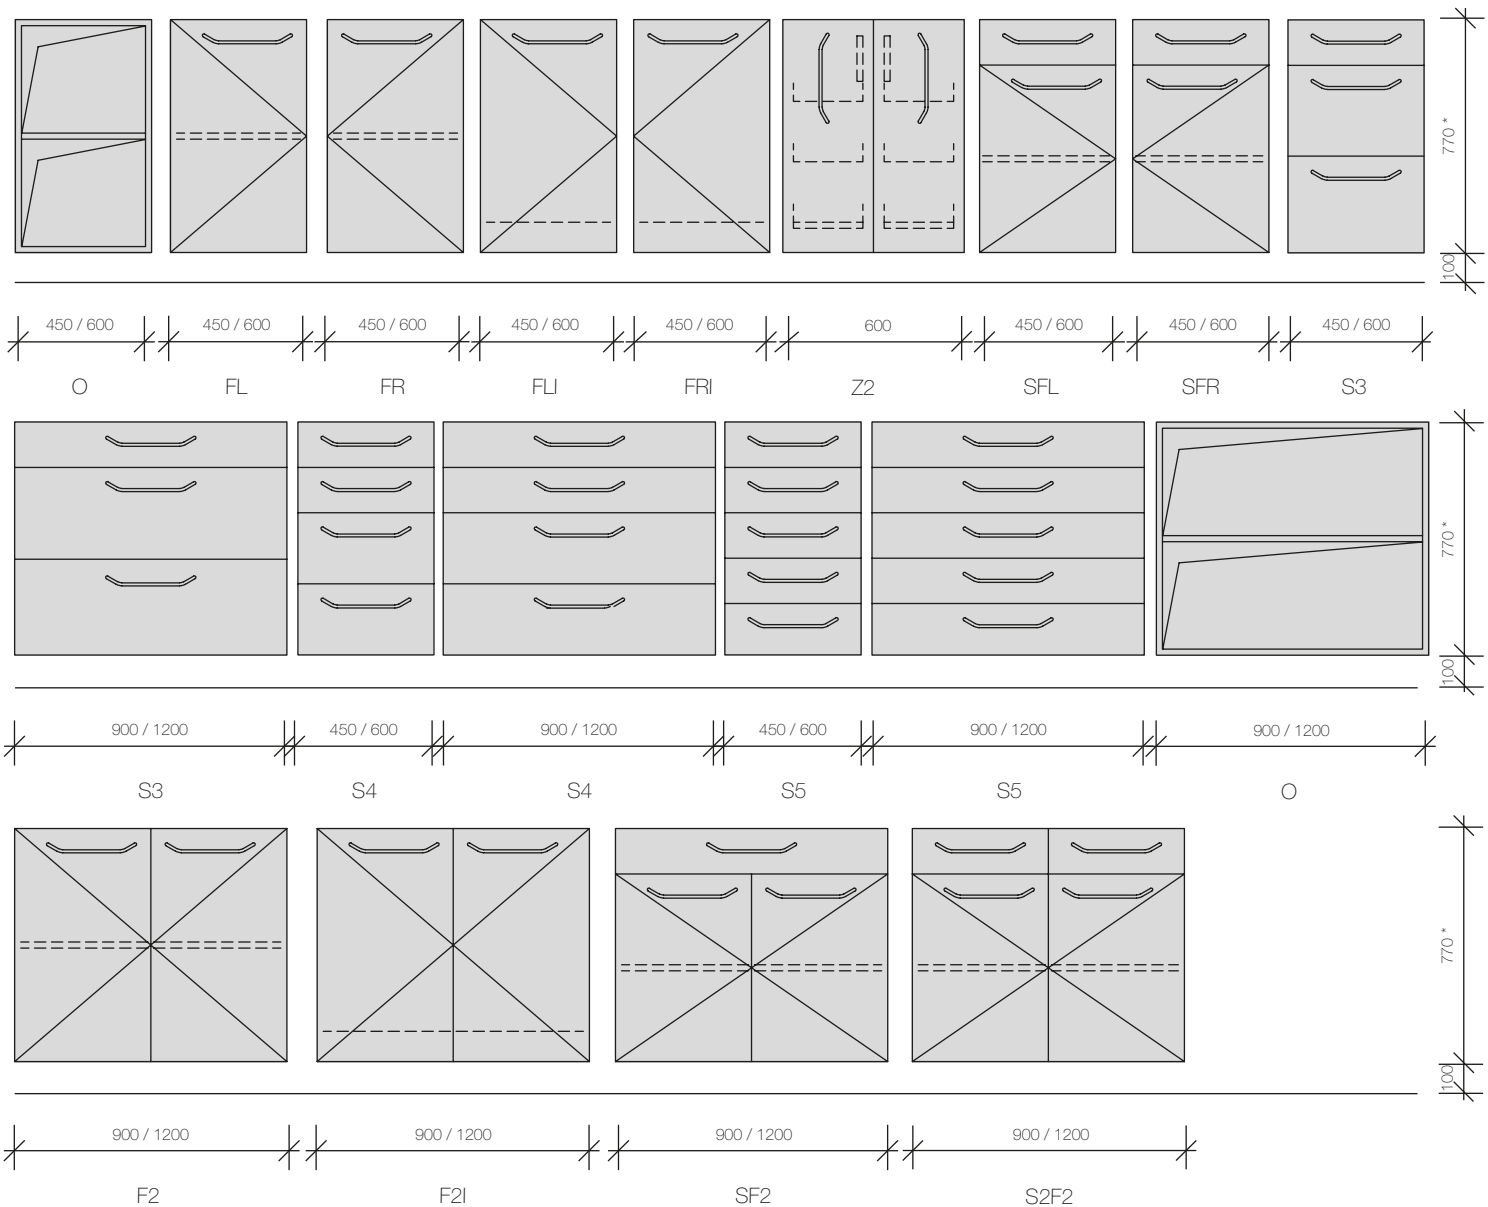 770 *
100
450 / 600 450 / 600 450 / 600 450 / 600 450 / 600 600 450 / 600 450 / 600 450 / 600
O FL FR FLI FRI Z2 SFL SFR S3
770 *
100
900 / 1200 450 / 600 900 / 1200 450 / 600 900 / 1200 900 / 1200
S3 S4 S4 S5 S5 O
770 *
100
900 / 1200 900 / 1200 900 / 1200 900 / 1200
F2 F2I SF2 S2F2